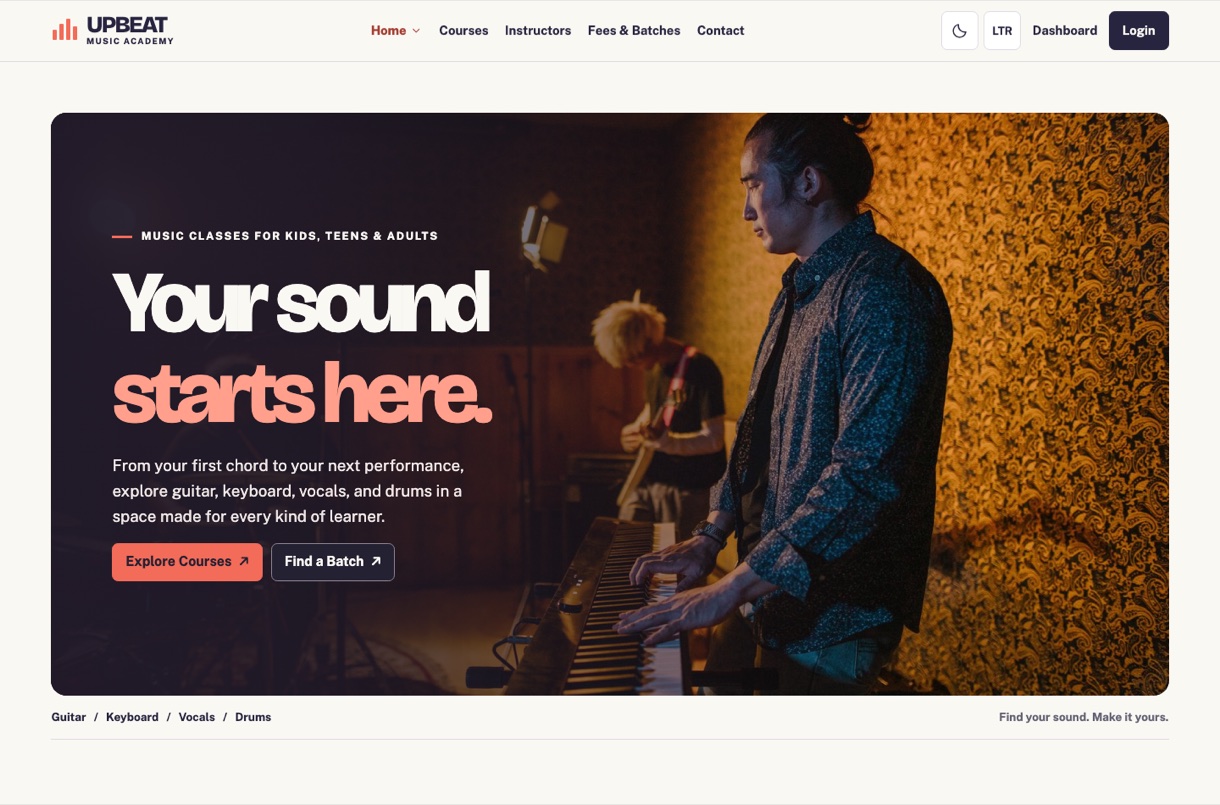 UPBEAT
MUSIC ACADEMY
Home
Courses
Instructors
Fees & Batches
Contact
LTR
Dashboard
Login
MUSIC CLASSES FOR KIDS, TEENS & ADULTS
Your sound
starts here.
From your first chord to your next performance,
explore guitar, keyboard, vocals, and drums in a
space made for every kind of learner.
Explore Courses
Find a Batch
Guitar / Keyboard / Vocals / Drums
Find your sound. Make it yours.